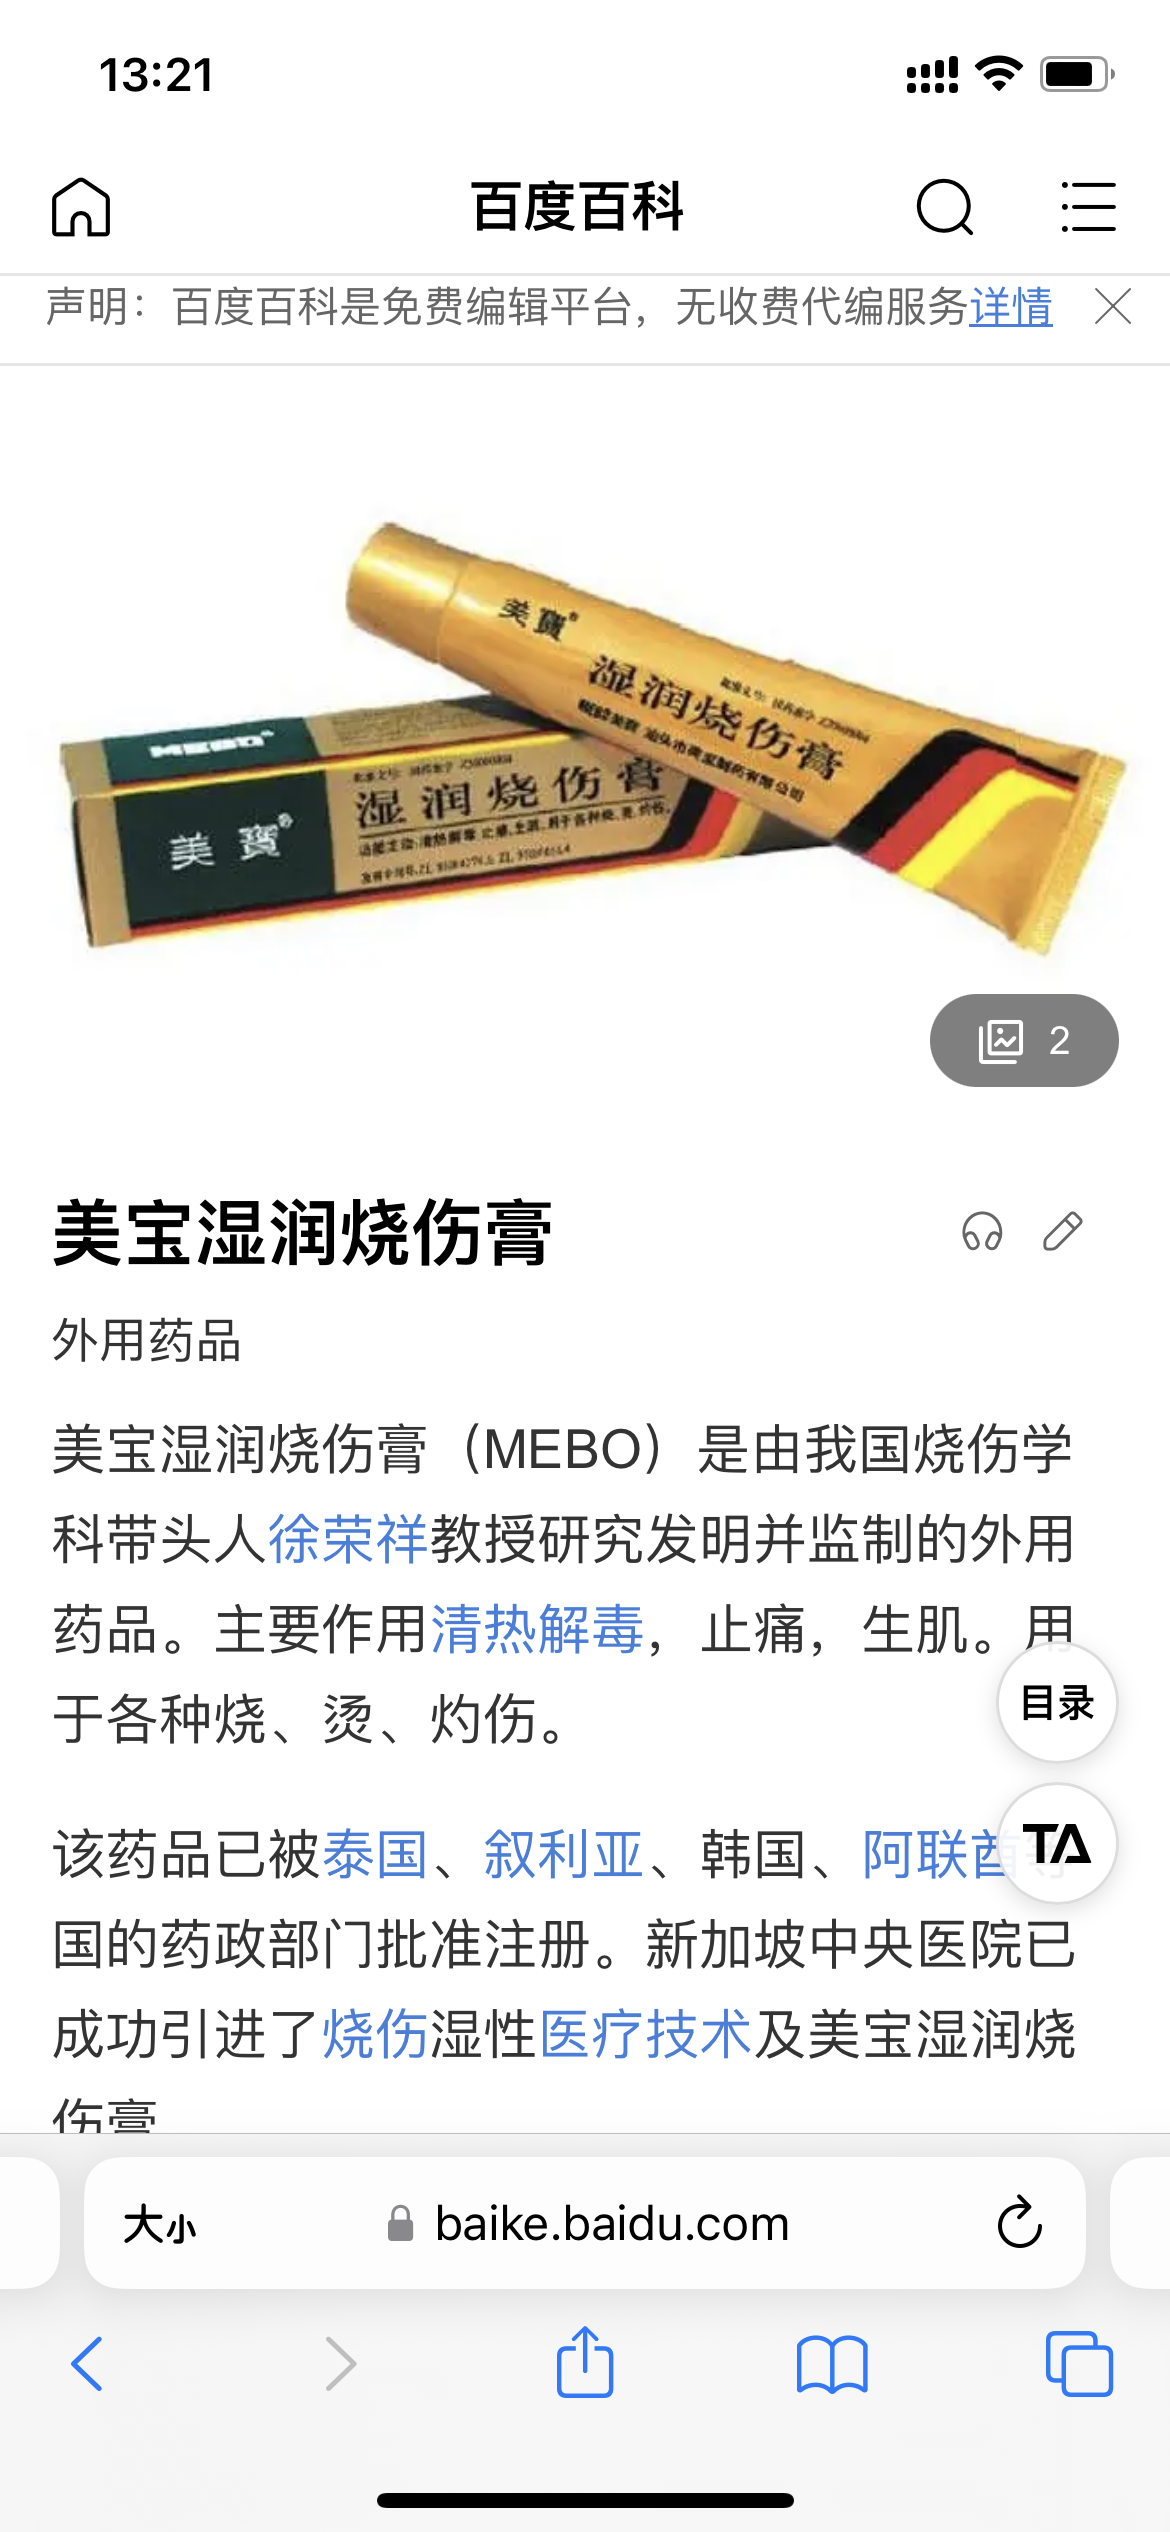 13:21
百度百科
声明：百度百科是免费编辑平台，无收费代编服务详情
美寶®
湿润烧伤膏
MEBO®
湿润烧伤膏
美寶®
2
美宝湿润烧伤膏
外用药品
美宝湿润烧伤膏（MEBO）是由我国烧伤学
科带头人徐荣祥教授研究发明并监制的外用
药品。主要作用清热解毒，止痛，生肌。用
于各种烧、烫、灼伤。
目录
该药品已被泰国、叙利亚、韩国、阿联酋等
TA
国的药政部门批准注册。新加坡中央医院已
成功引进了烧伤湿性医疗技术及美宝湿润烧
伤膏
大小
baike.baidu.com